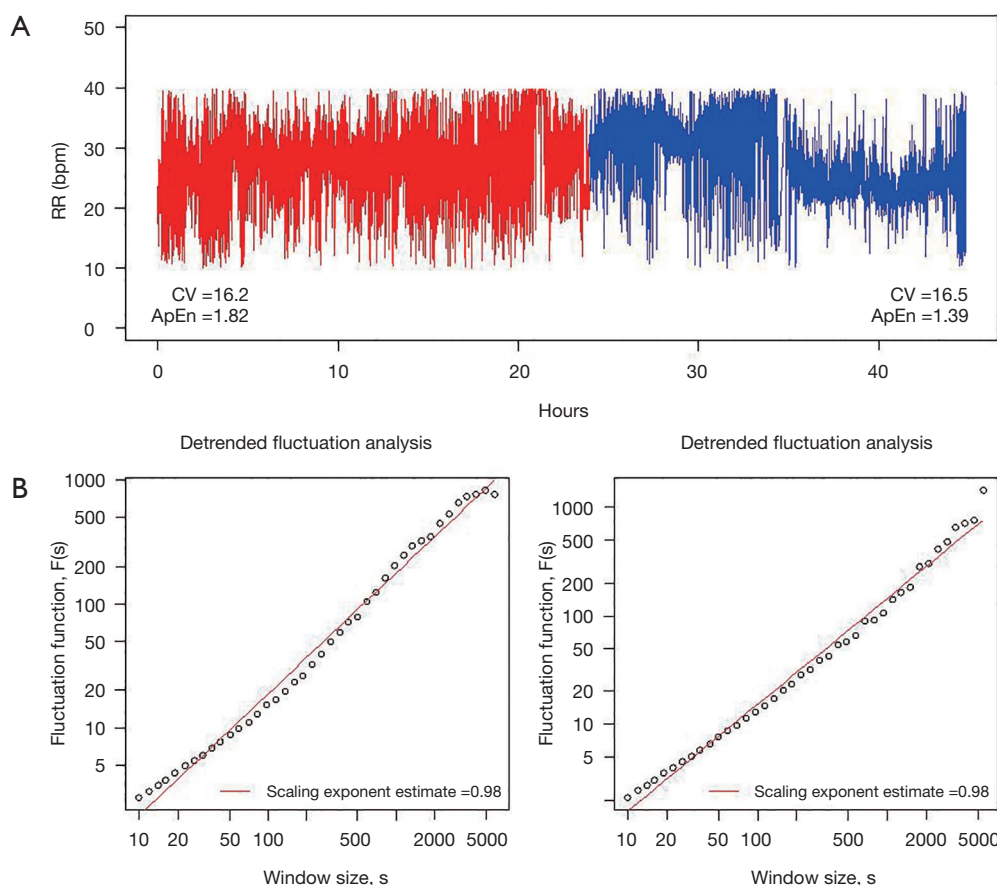 A
RR (bpm)
50
40
30
20
10
0
CV =16.2
ApEn =1.82
CV =16.5
ApEn =1.39
0 10 20 30 40
Hours
B
Detrended fluctuation analysis
Fluctuation function, F(s)
1000
500
100
50
20
10
5
Scaling exponent estimate =0.98
10 20 50 100 500 2000 5000
Window size, s
Detrended fluctuation analysis
Fluctuation function, F(s)
1000
500
200
100
50
20
10
5
Scaling exponent estimate =0.98
10 20 50 100 500 2000 5000
Window size, s